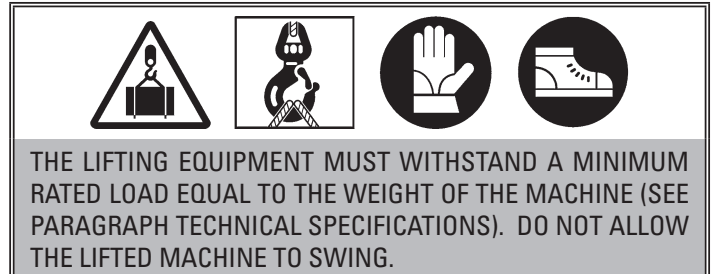 THE LIFTING EQUIPMENT MUST WITHSTAND A MINIMUM
RATED LOAD EQUAL TO THE WEIGHT OF THE MACHINE (SEE
PARAGRAPH TECHNICAL SPECIFICATIONS). DO NOT ALLOW
THE LIFTED MACHINE TO SWING.